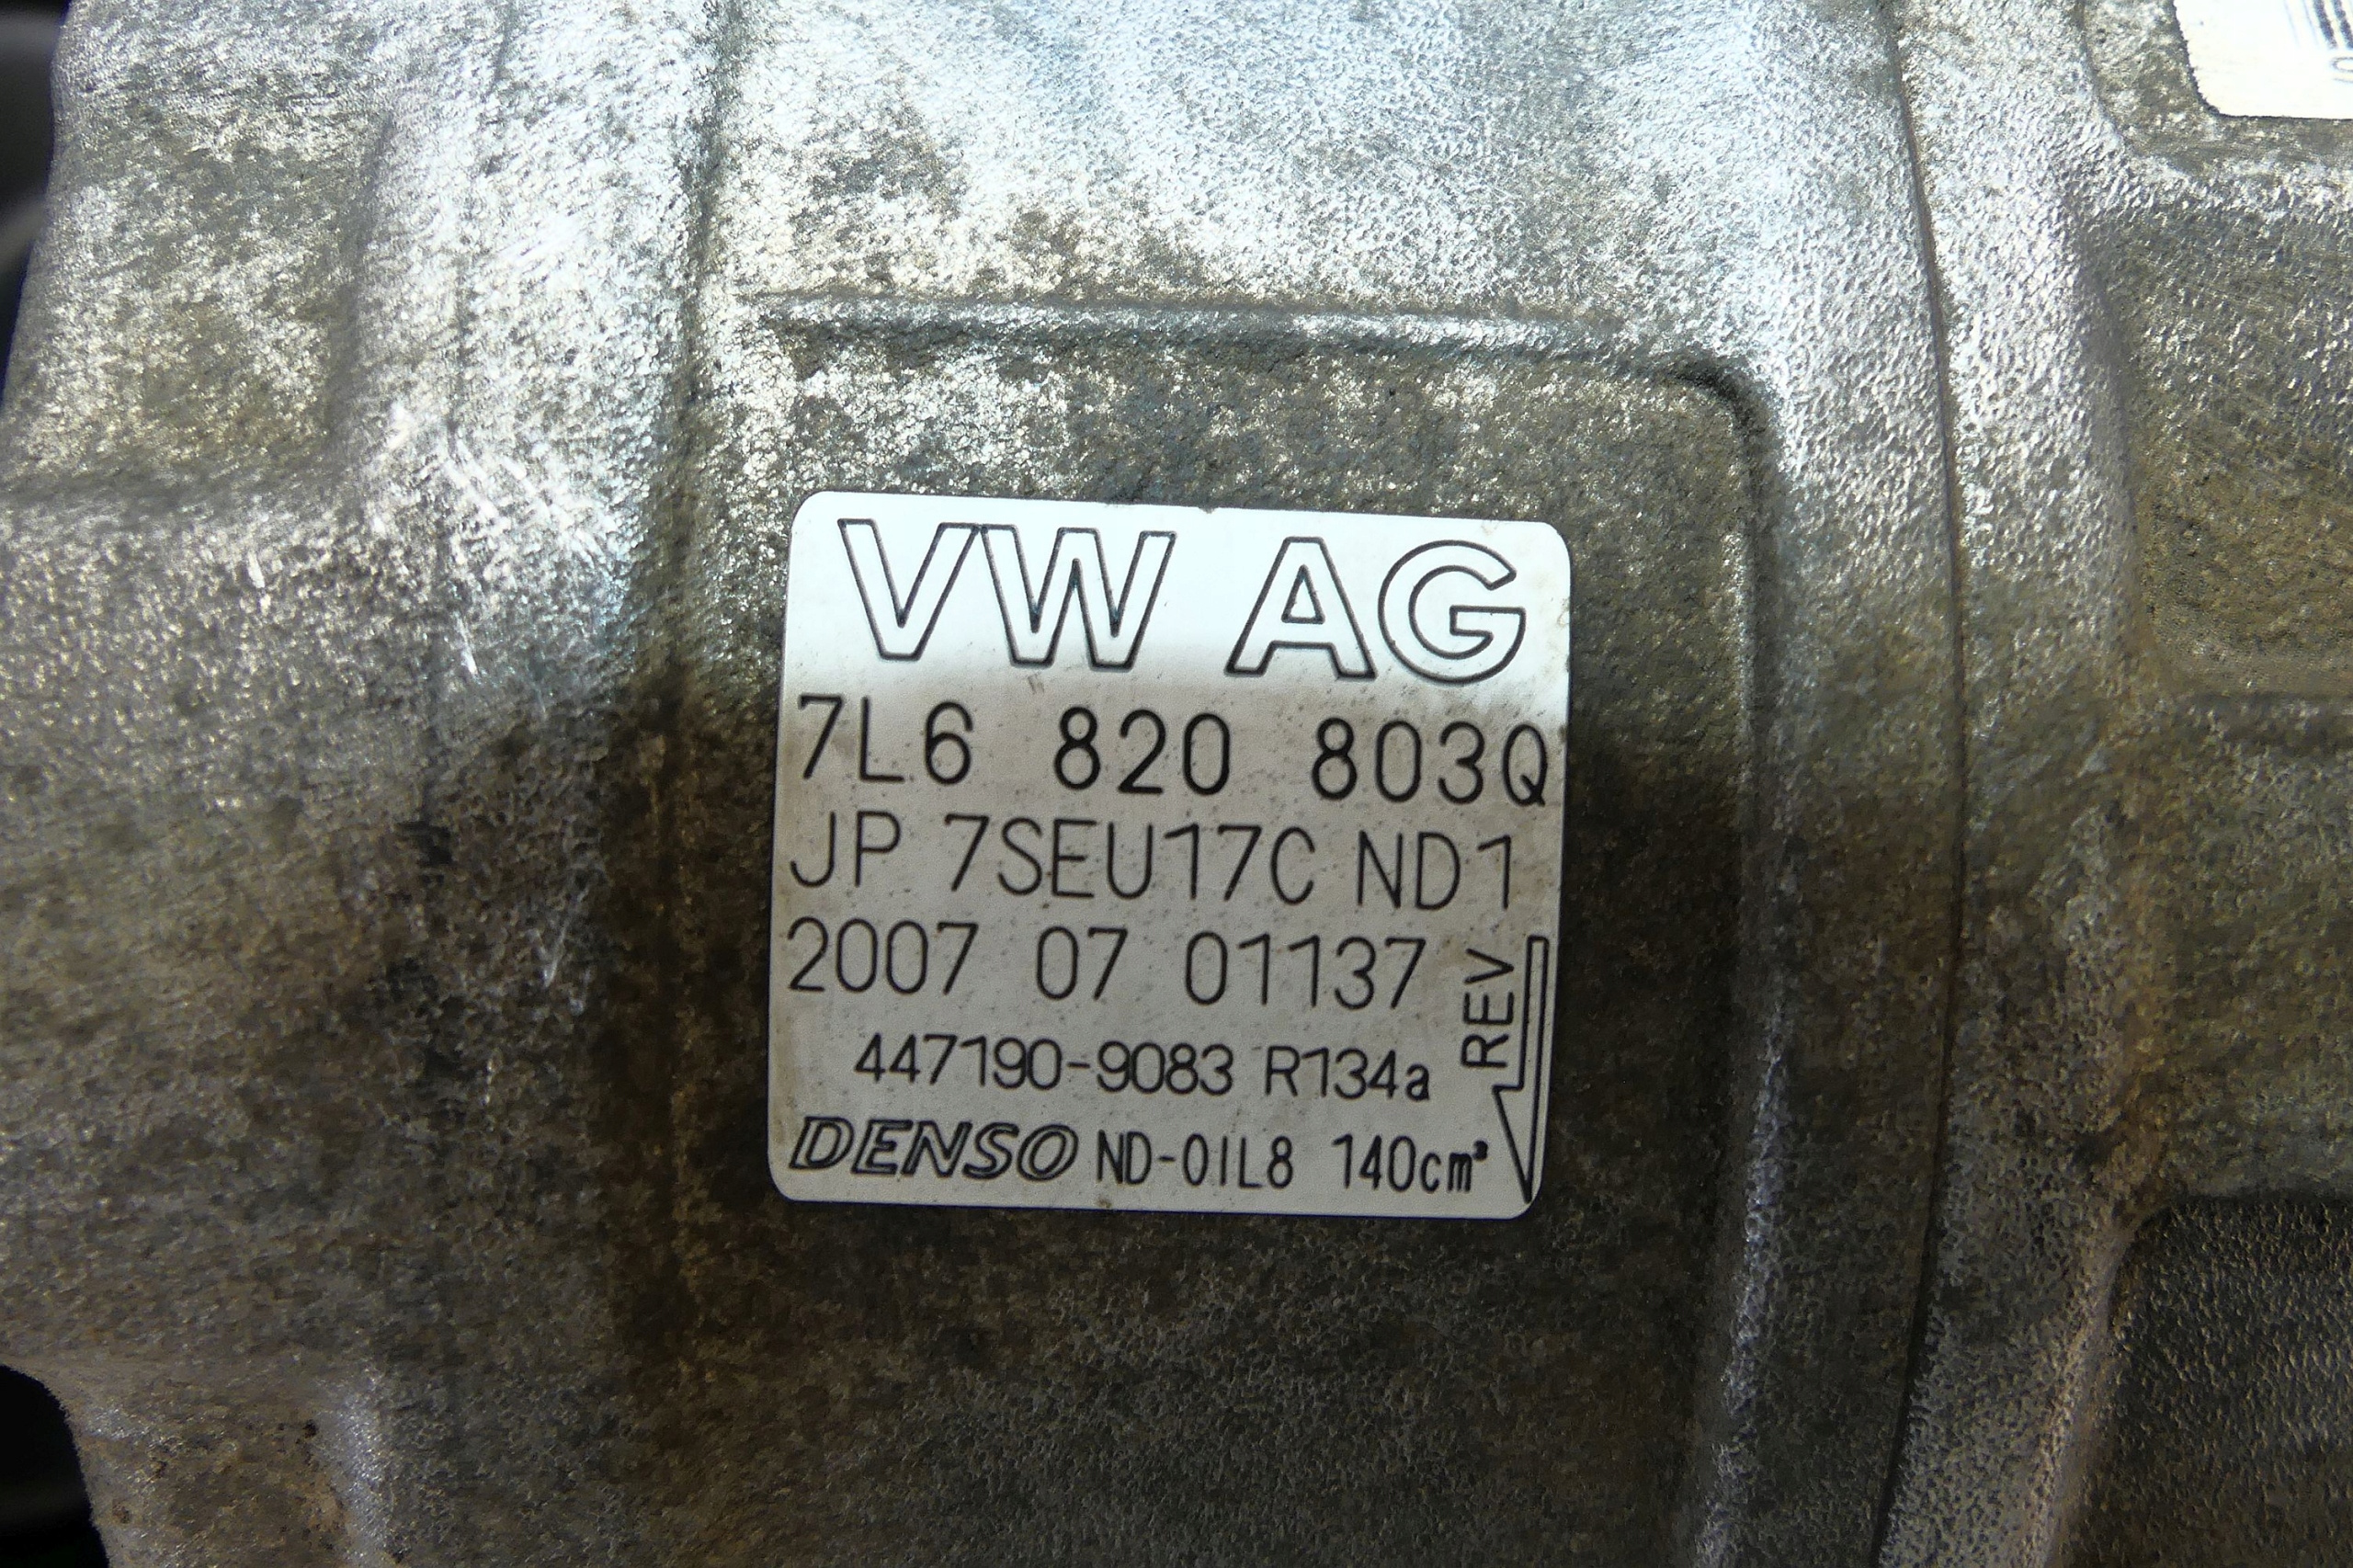 VW AG
7L6 820 803Q
JP 7SEU17C ND1
2007 07 01137
REV
447190-9083 R134a
DENSO ND-OIL8 140cm³